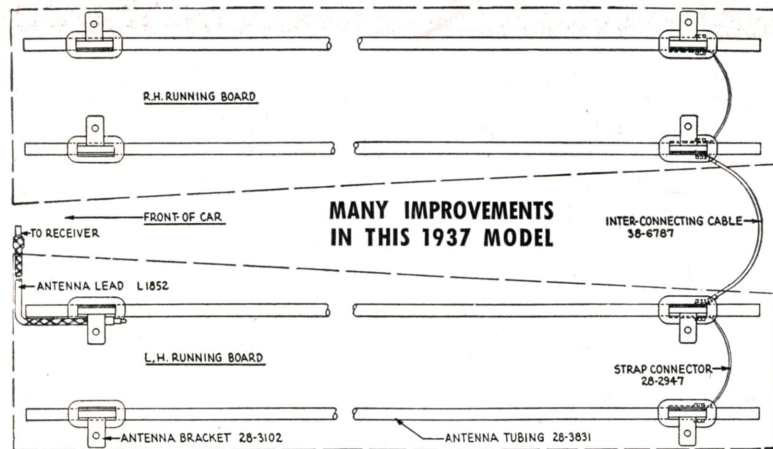 R.H. RUNNING BOARD
FRONT OF CAR
TO RECEIVER
MANY IMPROVEMENTS
IN THIS 1937 MODEL
INTER-CONNECTING CABLE
38-6787
ANTENNA LEAD L1852
L.H. RUNNING BOARD
STRAP CONNECTOR
28-2947
ANTENNA BRACKET 28-3102
ANTENNA TUBING 28-3831